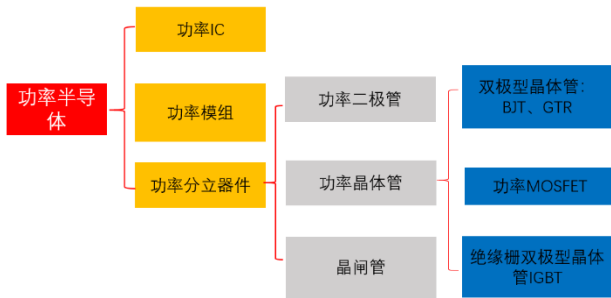 功率半导
体
功率IC
功率模组
功率分立器件
功率二极管
功率晶体管
晶闸管
双极型晶体管：
BJT、GTR
功率MOSFET
绝缘栅双极型晶体
管IGBT